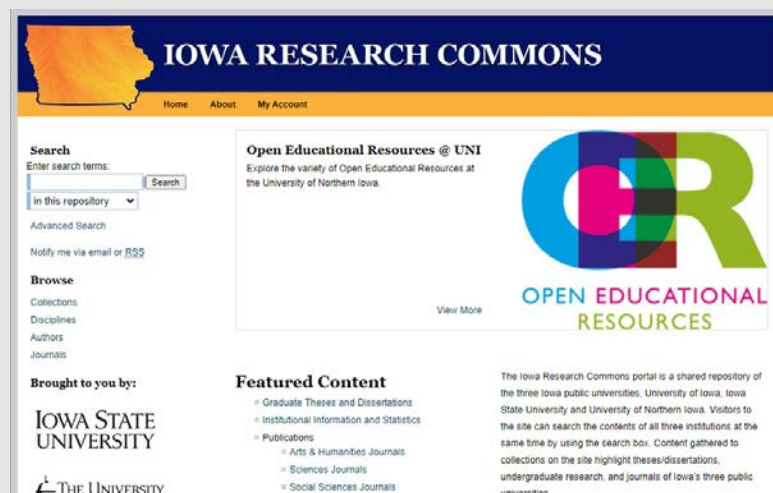 IOWA RESEARCH COMMONS
Home About My Account
Search
Enter search terms:
Search
in this repository
Advanced Search
Notify me via email or RSS
Browse
Collections
Disciplines
Authors
Journals
Brought to you by:
IOWA STATE
UNIVERSITY
THE UNIVERSITY
Open Educational Resources @ UNI
Explore the variety of Open Educational Resources at
the University of Northern Iowa.
View More
OER
OPEN EDUCATIONAL
RESOURCES
Featured Content
Graduate Theses and Dissertations
Institutional Information and Statistics
Publications
Arts & Humanities Journals
Sciences Journals
Social Sciences Journals
The Iowa Research Commons portal is a shared repository of
the three Iowa public universities, University of Iowa, Iowa
State University and University of Northern Iowa. Visitors to
the site can search the contents of all three institutions at the
same time by using the search box. Content gathered to
collections on the site highlight theses/dissertations,
undergraduate research, and journals of Iowa's three public
universities